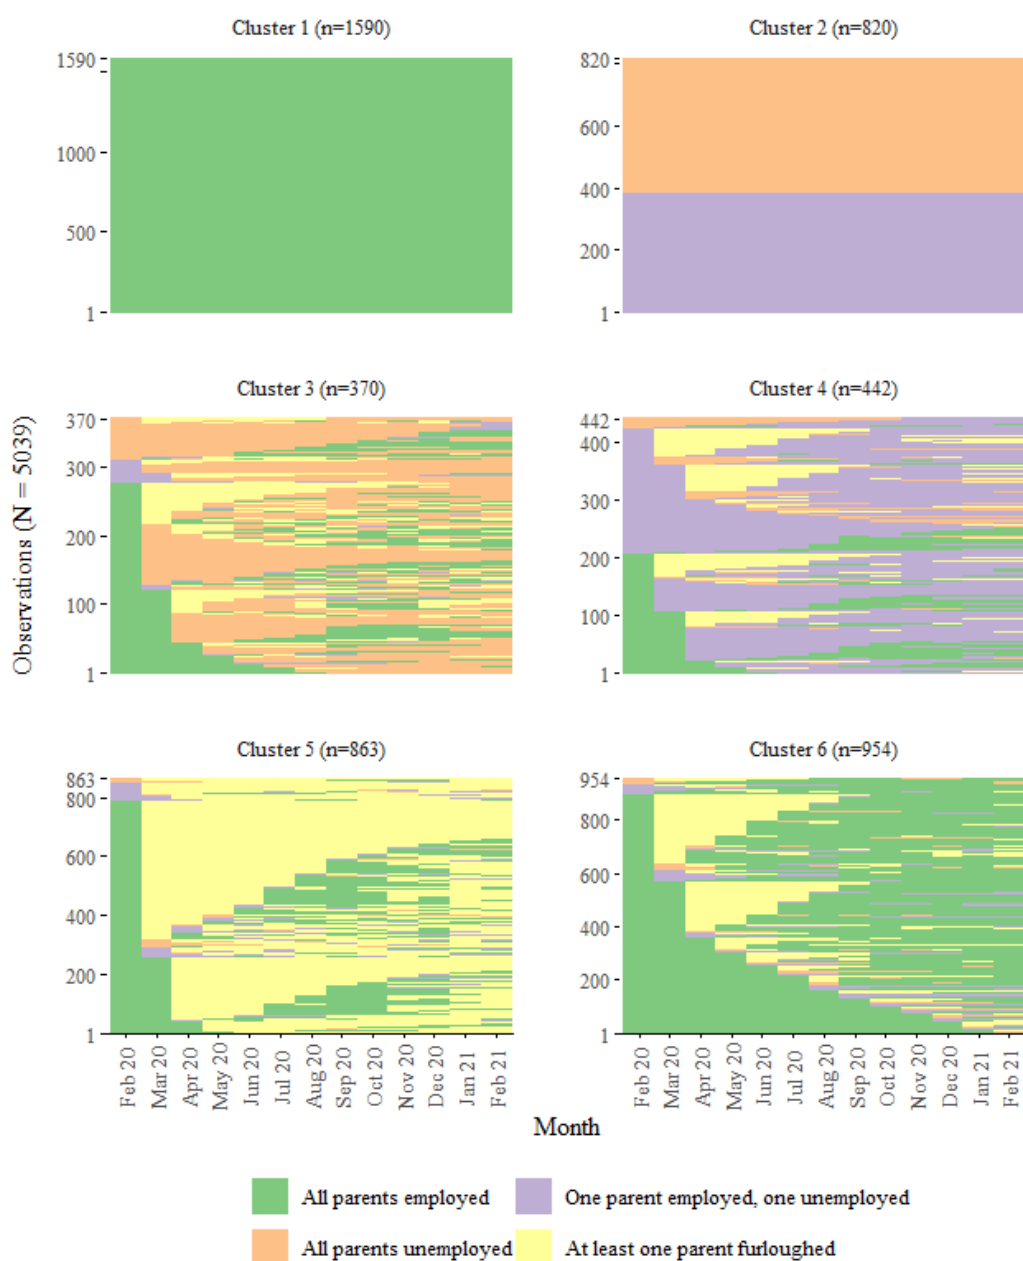 Cluster 1 (n=1590)
Cluster 2 (n=820)
1590
1000
500
1
820
600
400
200
1
Observations (N = 5039)
Cluster 3 (n=370)
Cluster 4 (n=442)
370
300
200
100
1
442
400
300
200
100
1
Cluster 5 (n=863)
Cluster 6 (n=954)
863
800
600
400
200
1
954
800
600
400
200
1
Feb 20
Mar 20
Apr 20
May 20
Jun 20
Jul 20
Aug 20
Sep 20
Oct 20
Nov 20
Dec 20
Jan 21
Feb 21
Feb 20
Mar 20
Apr 20
May 20
Jun 20
Jul 20
Aug 20
Sep 20
Oct 20
Nov 20
Dec 20
Jan 21
Feb 21
Month
All parents employed
One parent employed, one unemployed
All parents unemployed
At least one parent furloughed